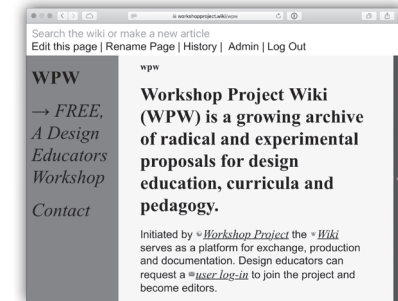 workshopproject.wiki/wpw
Search the wiki or make a new article
Edit this page | Rename Page | History | Admin | Log Out
WPW
→ FREE,
A Design
Educators
Workshop
Contact
wpw
Workshop Project Wiki
(WPW) is a growing archive
of radical and experimental
proposals for design
education, curricula and
pedagogy.
Initiated by Workshop Project the Wiki
serves as a platform for exchange, production
and documentation. Design educators can
request a user log-in to join the project and
become editors.